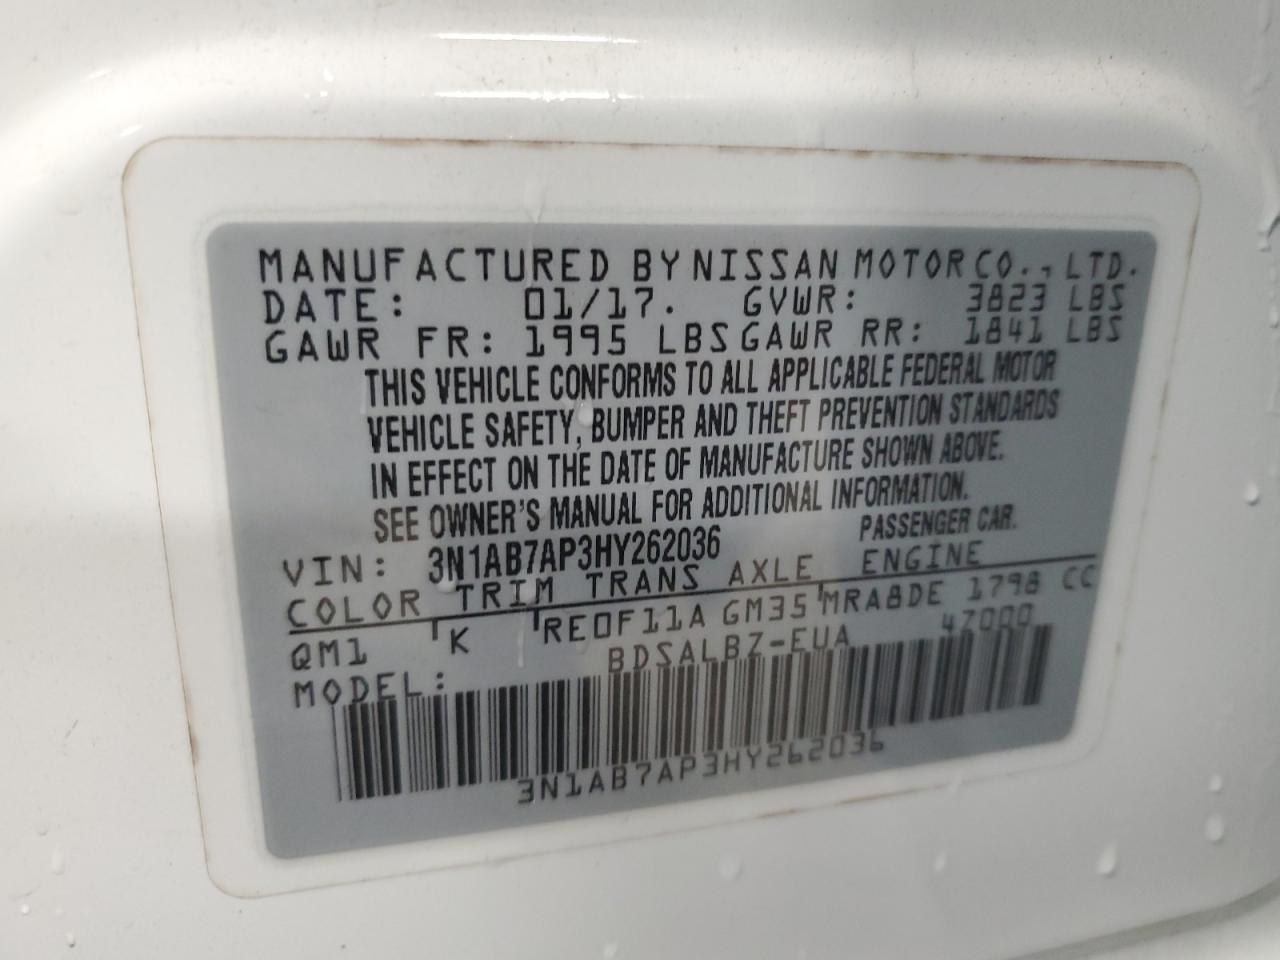 MANUFACTURED BY NISSAN MOTOR CO., LTD.
DATE: 01/17. GVWR: 3823 LBS
GAWR FR: 1995 LBS GAWR RR: 1841 LBS
THIS VEHICLE CONFORMS TO ALL APPLICABLE FEDERAL MOTOR
VEHICLE SAFETY, BUMPER AND THEFT PREVENTION STANDARDS
IN EFFECT ON THE DATE OF MANUFACTURE SHOWN ABOVE.
SEE OWNER'S MANUAL FOR ADDITIONAL INFORMATION.
VIN: 3N1AB7AP3HY262036 PASSENGER CAR.
COLOR TRIM TRANS AXLE ENGINE
QM1 K RE0F11A GM35 MRA8DE 1798 CC
MODEL: BDSALBZ-EUA 47000
3N1AB7AP3HY262036